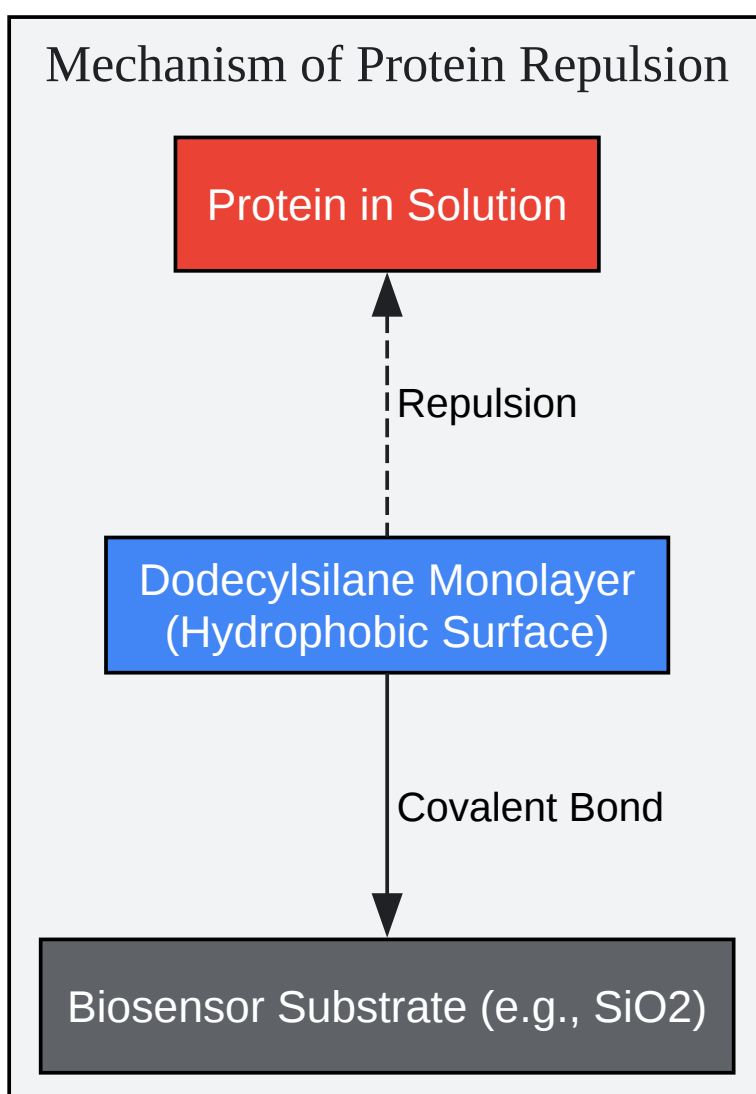 Mechanism of Protein Repulsion
Protein in Solution
Repulsion
Dodecylsilane Monolayer
(Hydrophobic Surface)
Covalent Bond
Biosensor Substrate (e.g., SiO2)